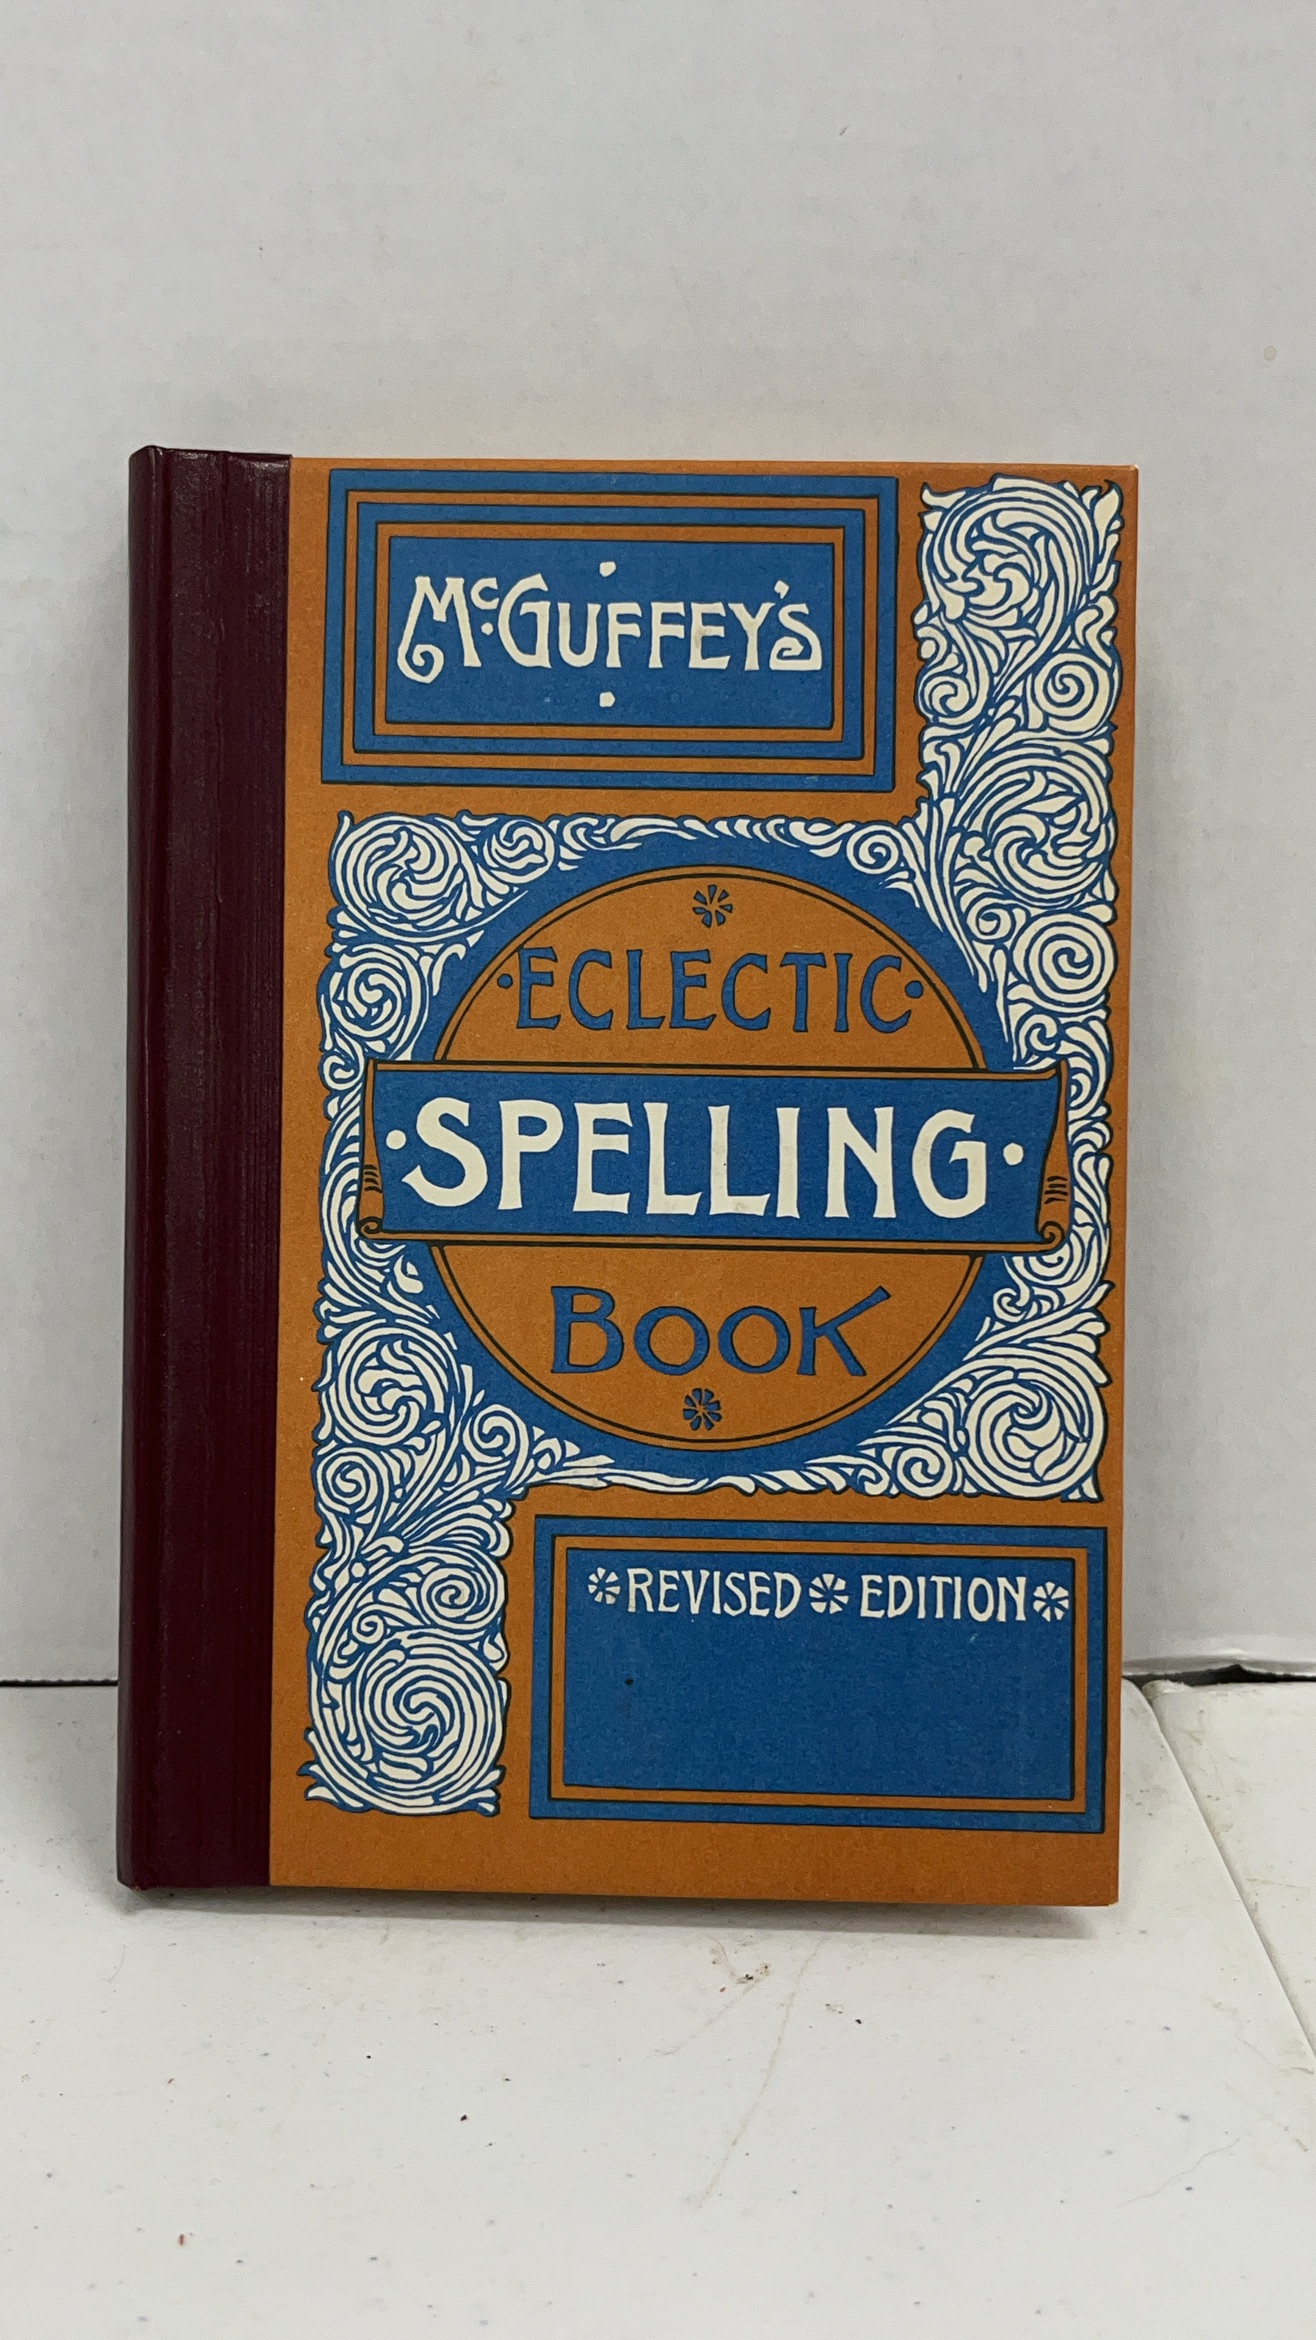 McGUFFEY'S
ECLECTIC
SPELLING
BOOK
REVISED EDITION